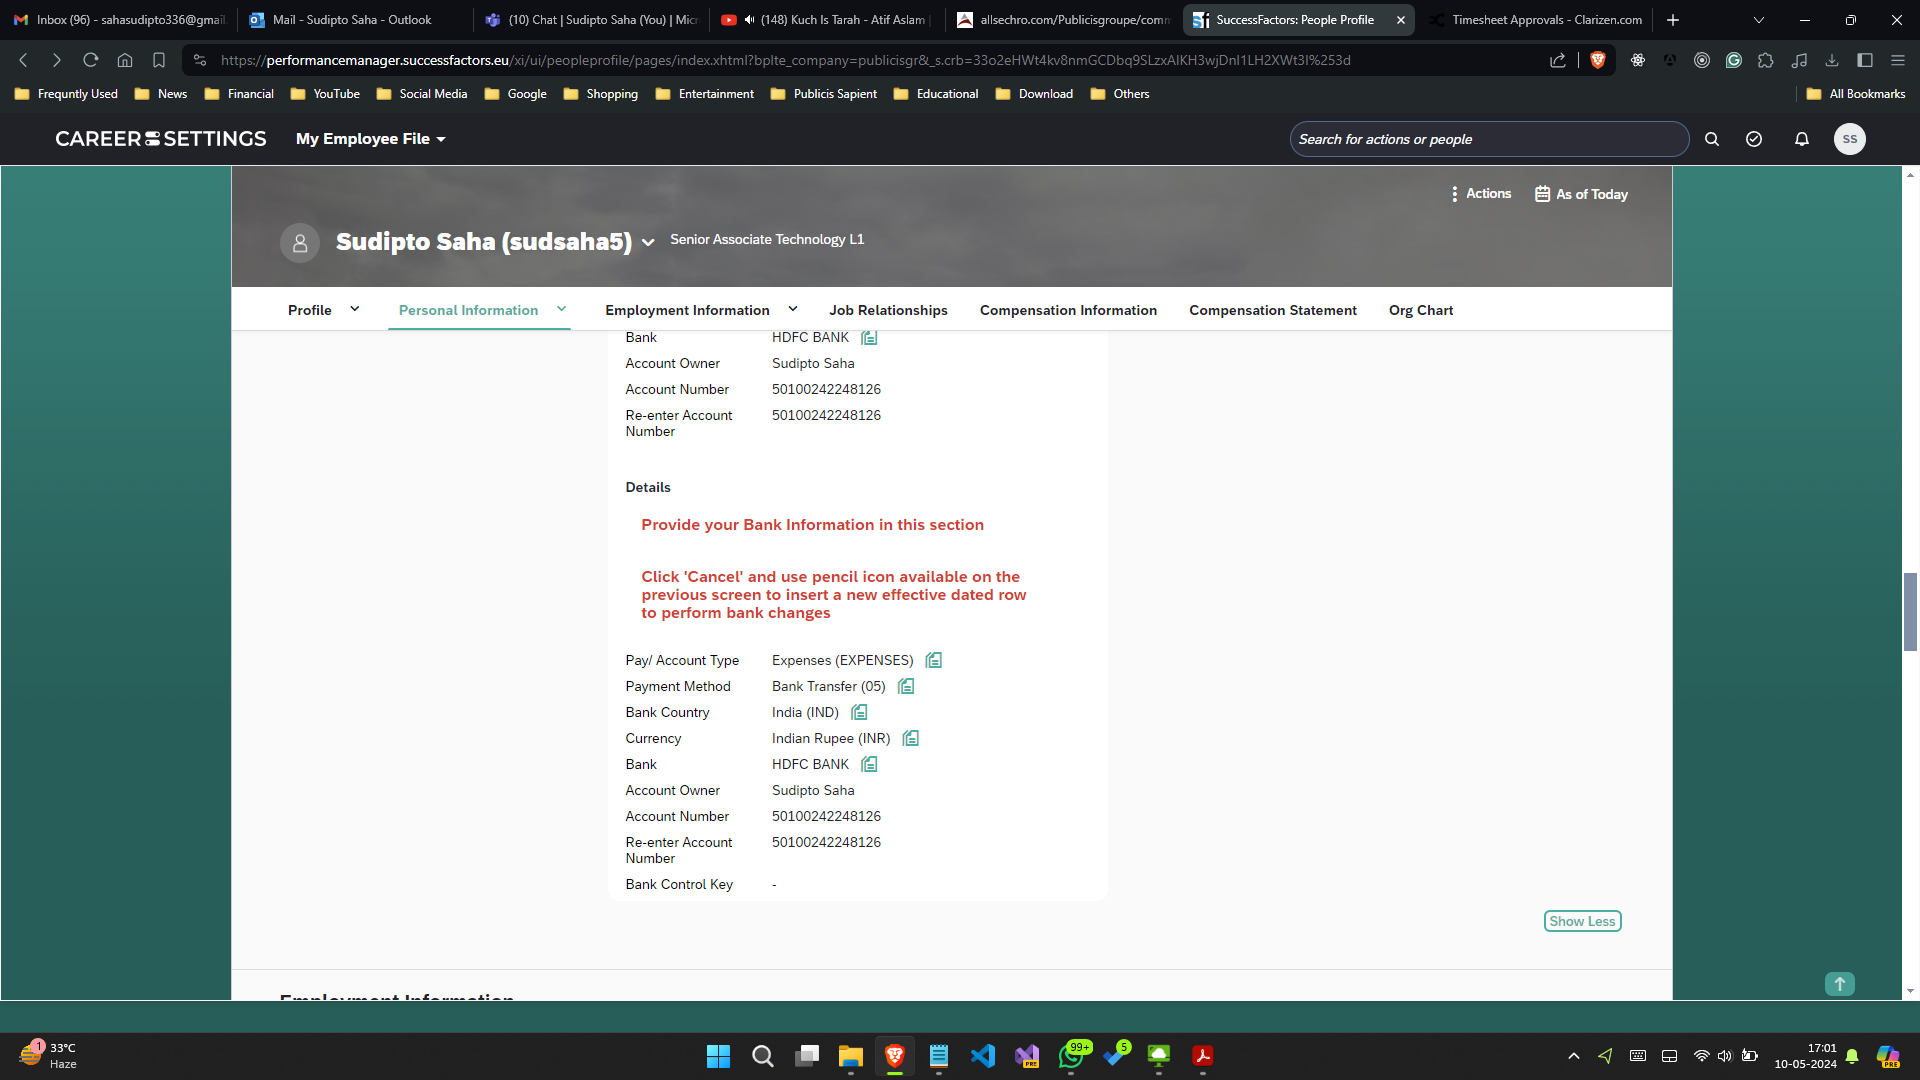 Inbox (96) - sahasudipto336@gmail.
Mail - Sudipto Saha - Outlook
(10) Chat | Sudipto Saha (You) | Micr
(148) Kuch Is Tarah - Atif Aslam |
allsechro.com/Publicisgroupe/comm
SuccessFactors: People Profile
Timesheet Approvals - Clarizen.com
https://performancemanager.successfactors.eu/xi/ui/peopleprofile/pages/index.xhtml?bplte_company=publicisgr&_s.crb=33o2eHWt4kv8nmGCDbq9SLzxAlKH3wjDnI1LH2XWt3I%253d
Frequntly Used
News
Financial
YouTube
Social Media
Google
Shopping
Entertainment
Publicis Sapient
Educational
Download
Others
All Bookmarks
CAREER SETTINGS
My Employee File
Search for actions or people
SS
Actions
As of Today
Sudipto Saha (sudsaha5)
Senior Associate Technology L1
Profile
Personal Information
Employment Information
Job Relationships
Compensation Information
Compensation Statement
Org Chart
Bank HDFC BANK
Account Owner Sudipto Saha
Account Number 50100242248126
Re-enter Account 50100242248126
Number
Details
Provide your Bank Information in this section
Click 'Cancel' and use pencil icon available on the
previous screen to insert a new effective dated row
to perform bank changes
Pay/ Account Type Expenses (EXPENSES)
Payment Method Bank Transfer (05)
Bank Country India (IND)
Currency Indian Rupee (INR)
Bank HDFC BANK
Account Owner Sudipto Saha
Account Number 50100242248126
Re-enter Account 50100242248126
Number
Bank Control Key -
Show Less
Employment Information
1
33°C
Haze
PRE
99+
5
17:01
10-05-2024
PRE